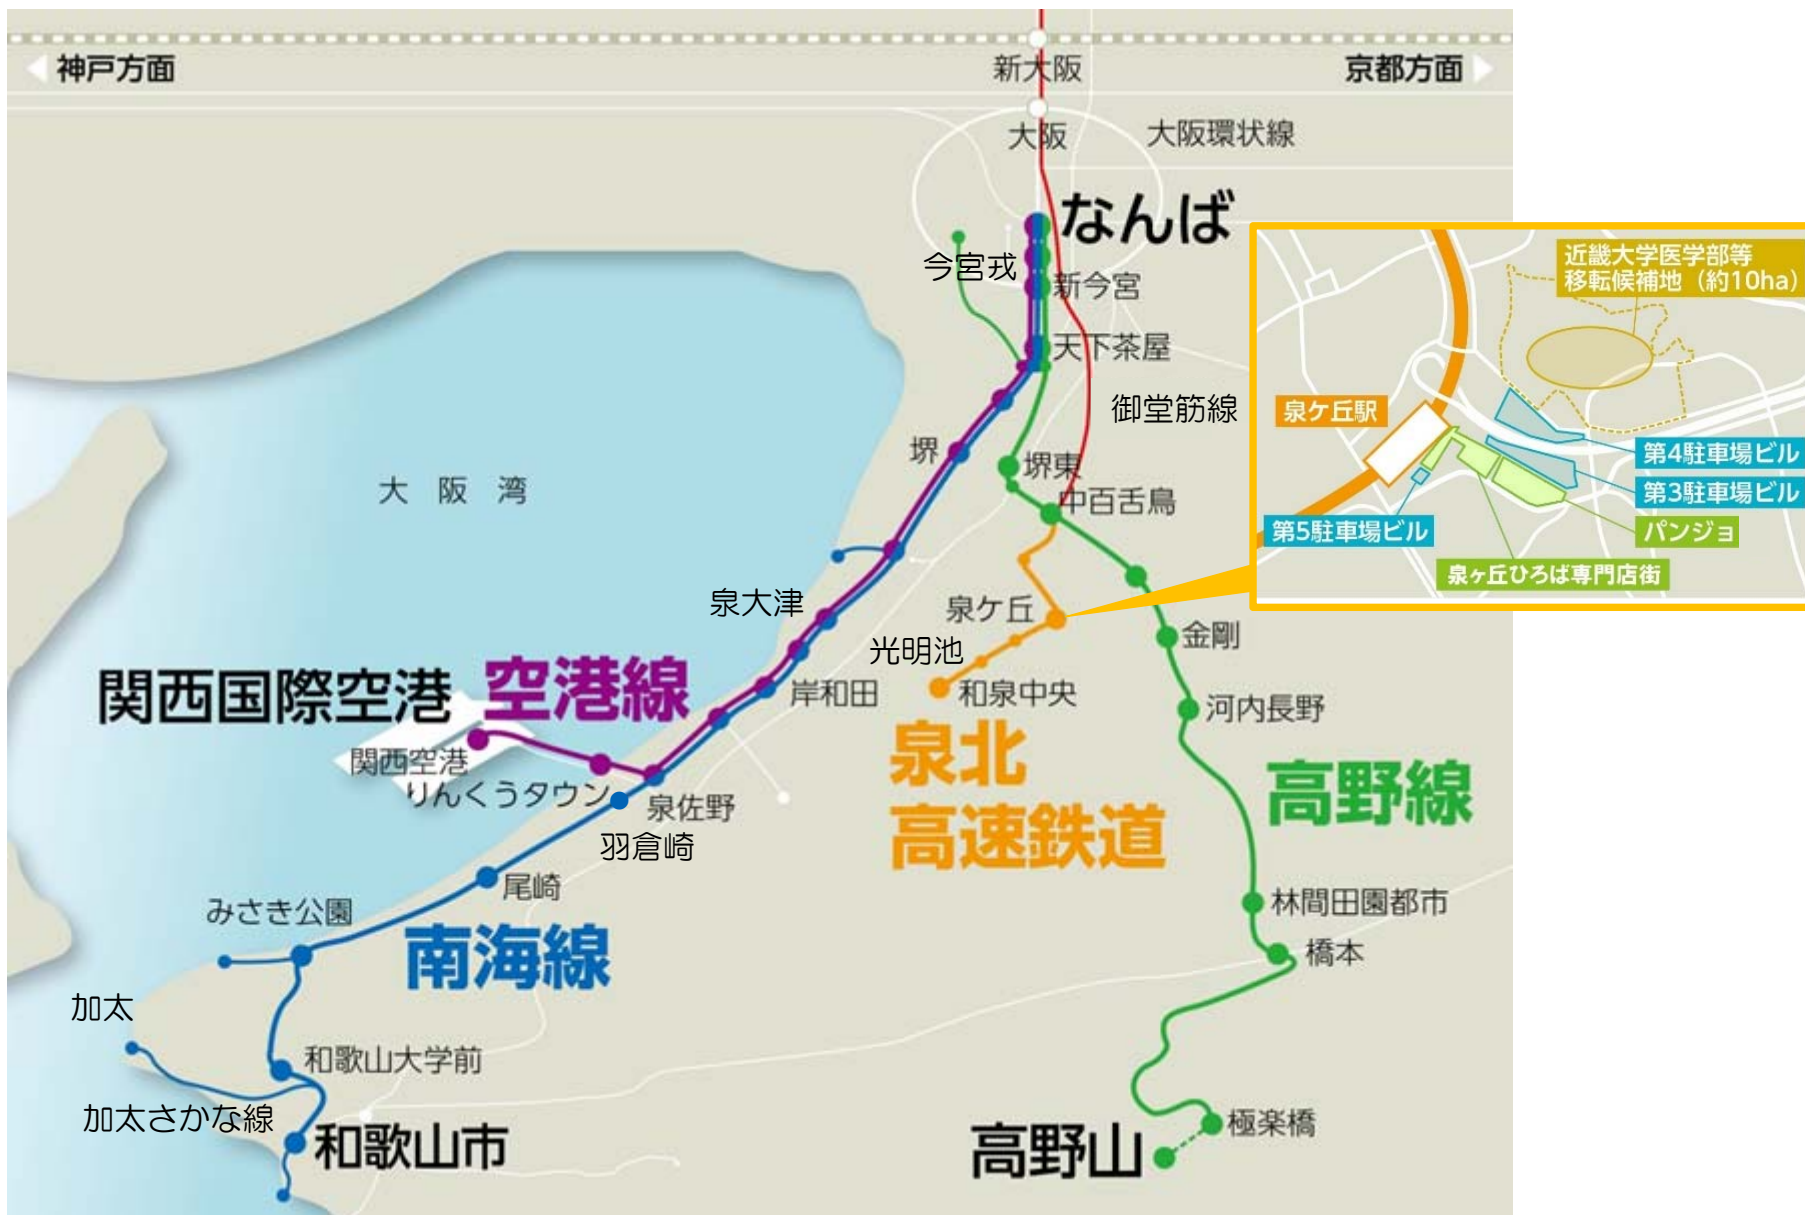 神戸方面
新大阪
京都方面
大阪
大阪環状線
なんば
今宮戎
新今宮
天下茶屋
御堂筋線
近畿大学医学部等
移転候補地（約10ha）
泉ケ丘駅
第4駐車場ビル
第3駐車場ビル
第5駐車場ビル
パンジョ
泉ヶ丘ひろば専門店街
堺
堺東
大阪湾
中百舌鳥
泉大津
泉ケ丘
金剛
光明池
関西国際空港
空港線
岸和田
和泉中央
河内長野
関西空港
りんくうタウン
泉佐野
泉北
高速鉄道
高野線
羽倉崎
尾崎
みさき公園
南海線
林間田園都市
橋本
加太
和歌山大学前
加太さかな線
和歌山市
高野山
極楽橋